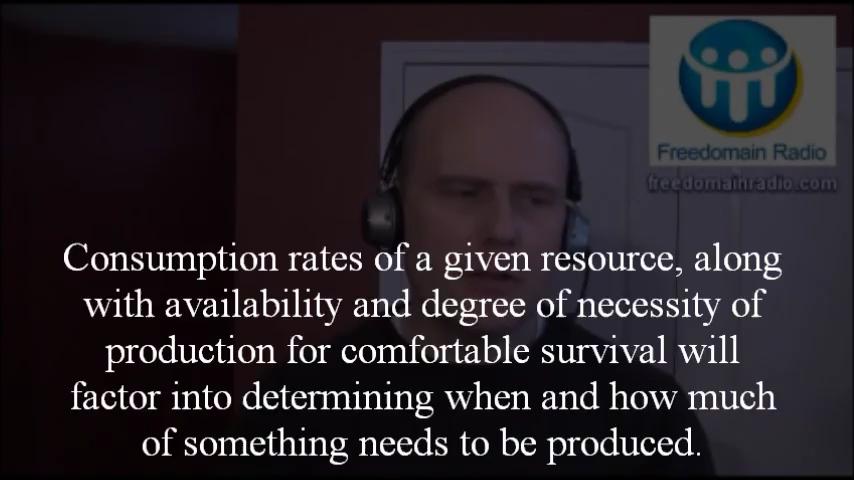 Freedomain Radio
freedomainradio.com
Consumption rates of a given resource, along
with availability and degree of necessity of
production for comfortable survival will
factor into determining when and how much
of something needs to be produced.